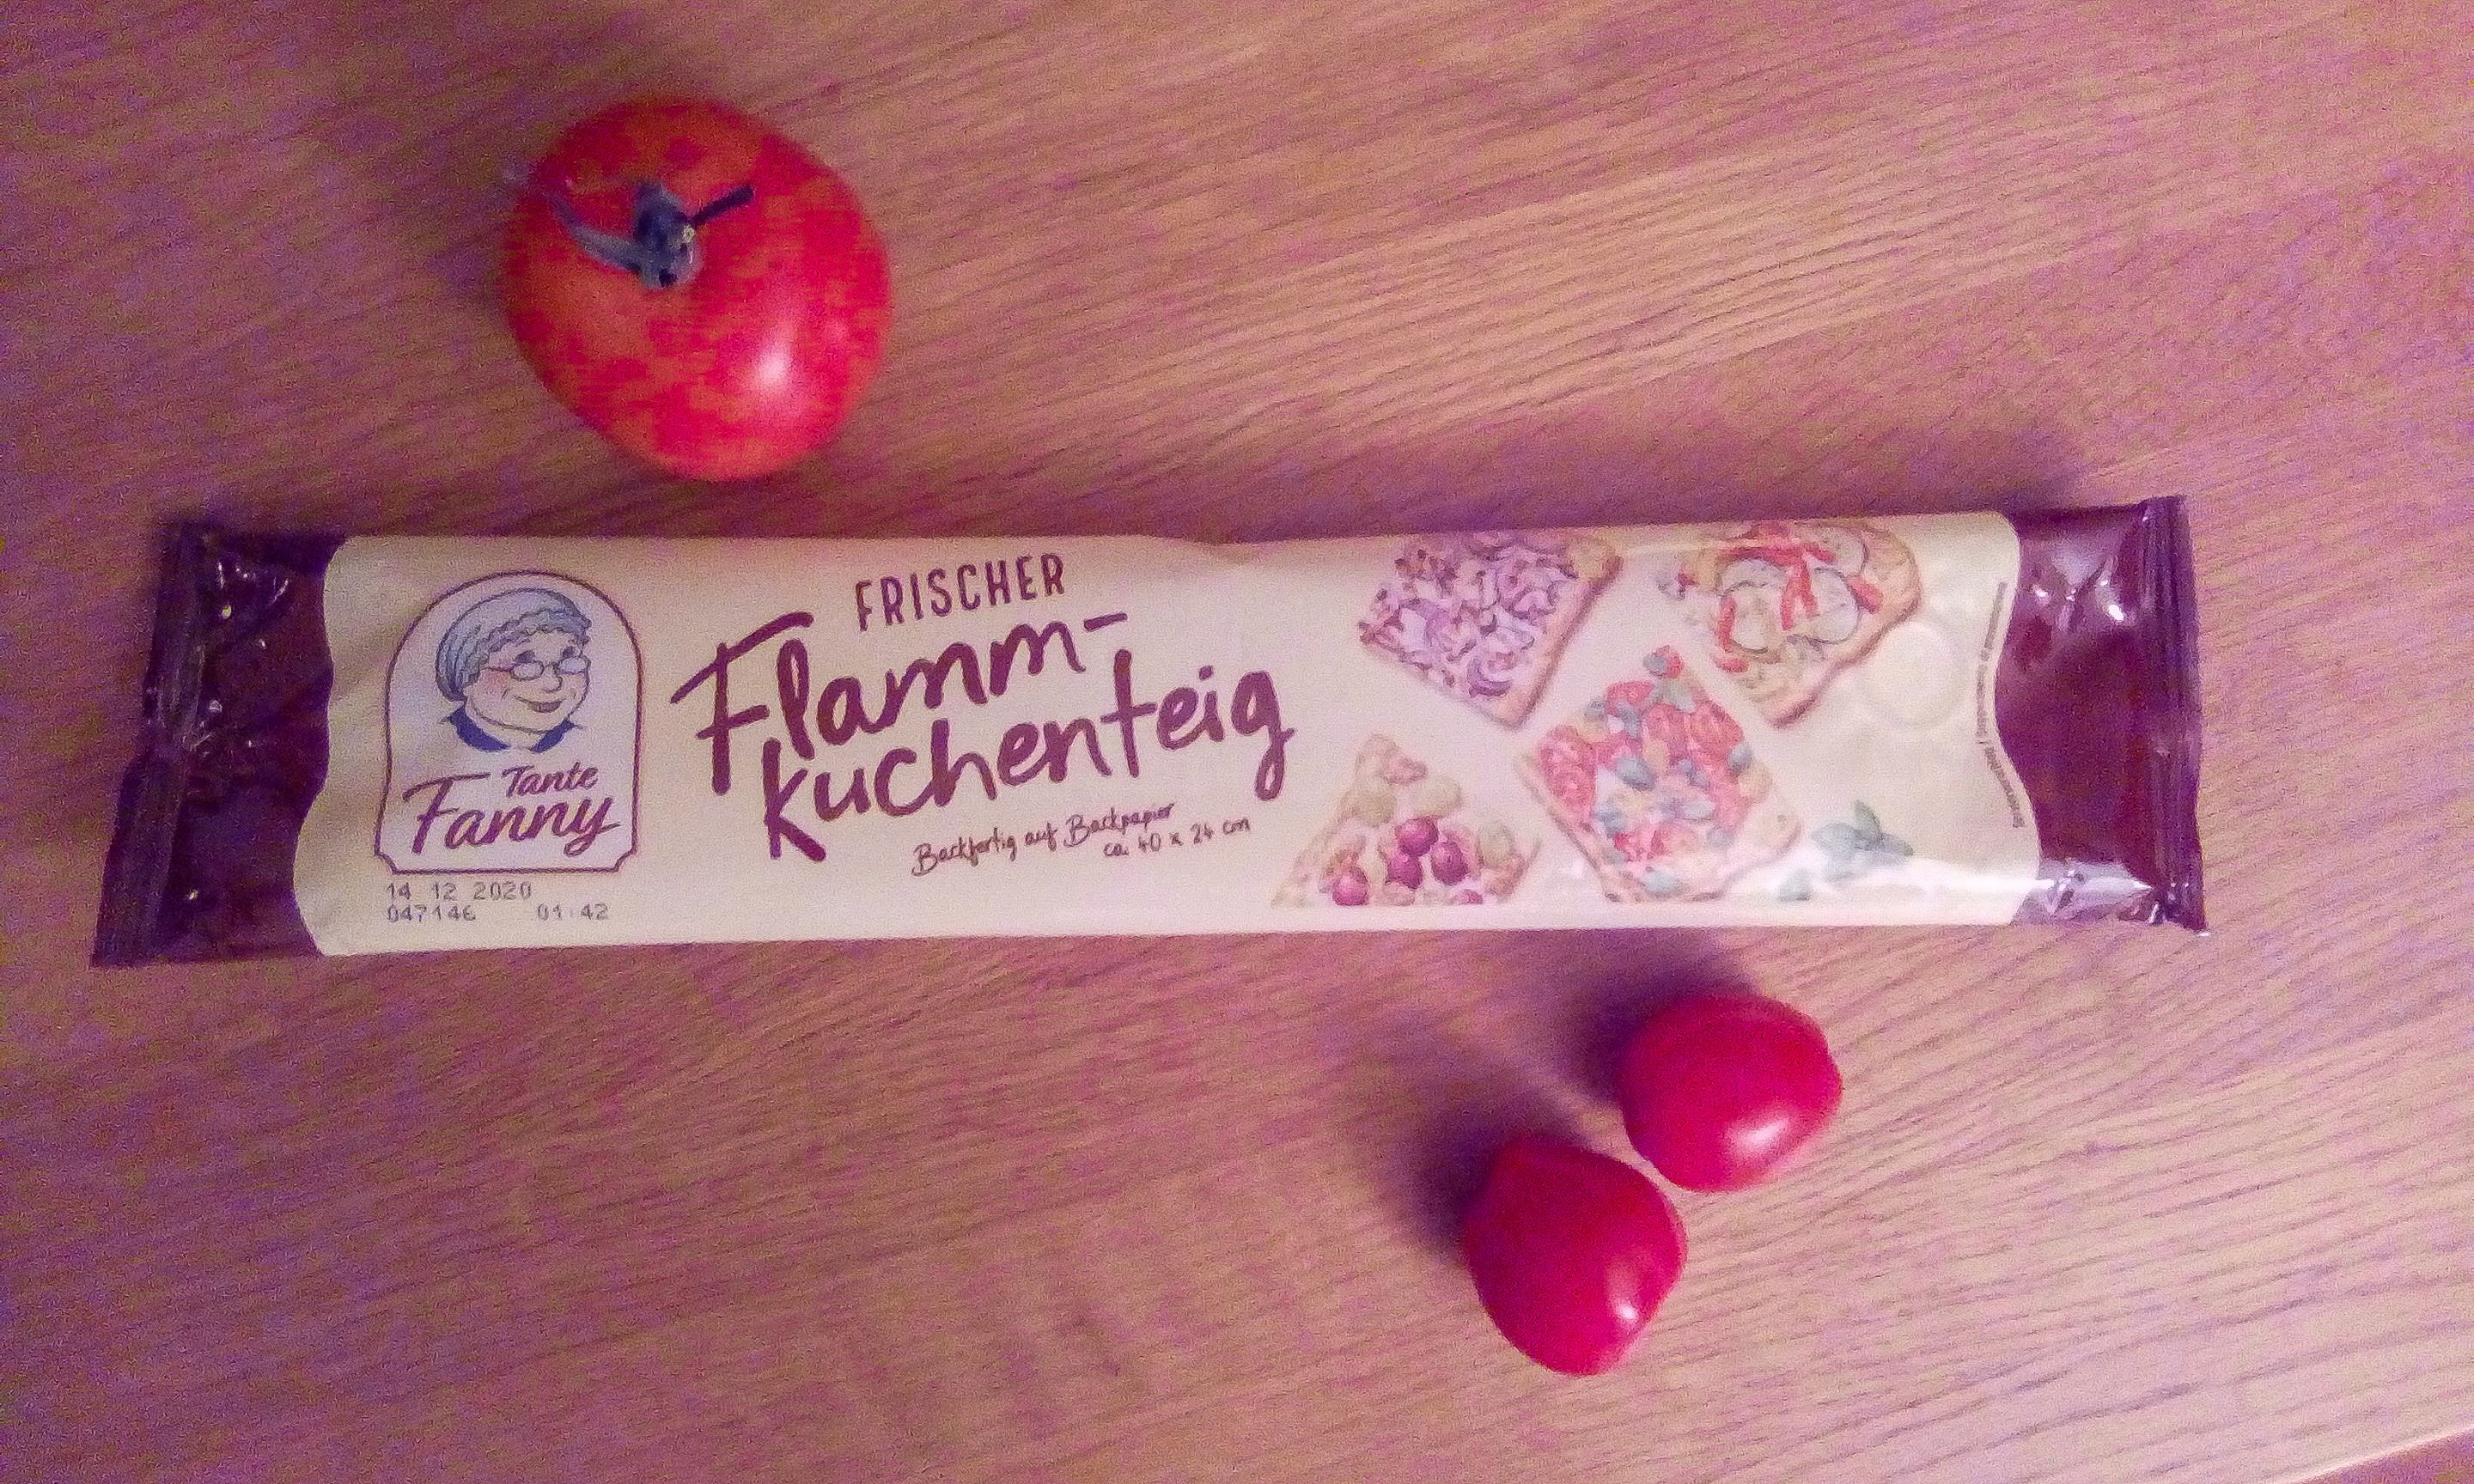 Tante
Fanny
14 12 2020
047146 01:42
FRISCHER
Flamm-
kuchenteig
Backfertig auf Backpapier
ca. 40 x 24 cm